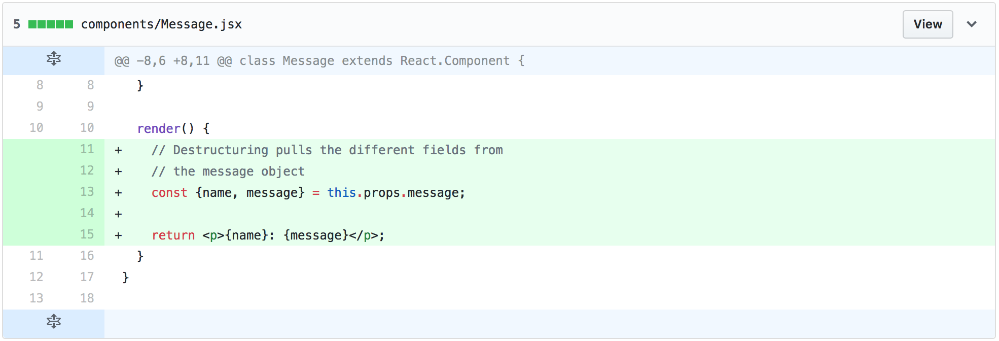 5 components/Message.jsx View
@@ -8,6 +8,11 @@ class Message extends React.Component {
8 8 }
9 9
10 10 render() {
11 + // Destructuring pulls the different fields from
12 + // the message object
13 + const {name, message} = this.props.message;
14 +
15 + return <p>{name}: {message}</p>;
11 16 }
12 17 }
13 18